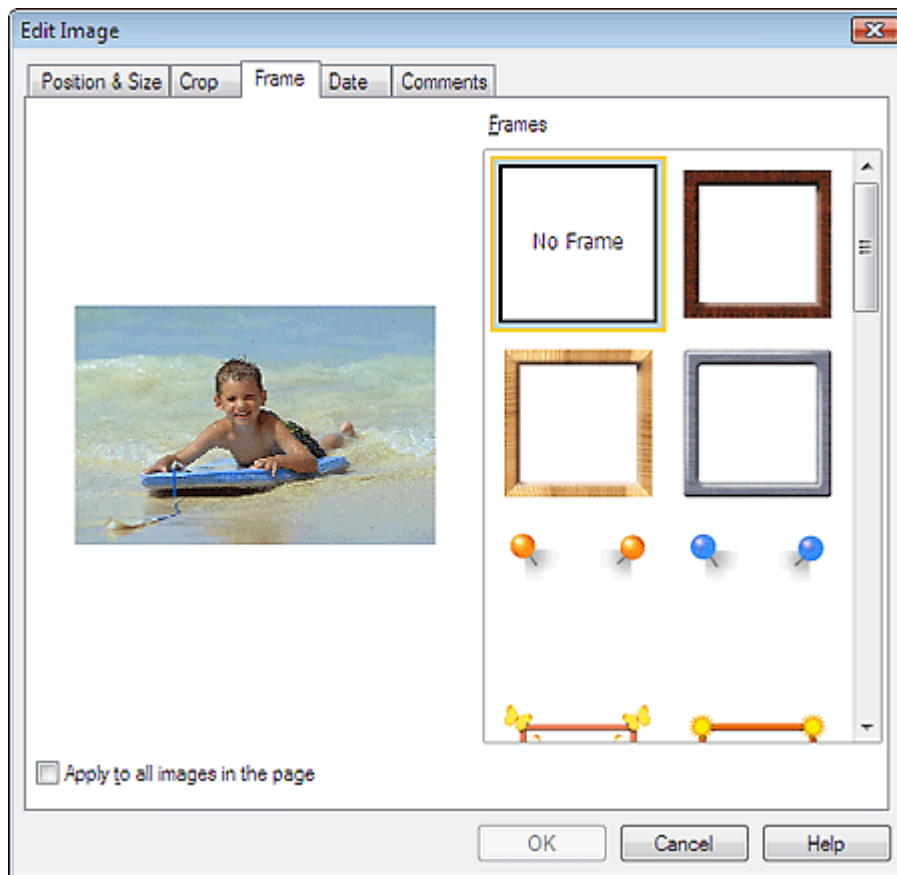 Edit Image
Position & Size Crop Frame Date Comments
Frames
No Frame
Apply to all images in the page
OK Cancel Help